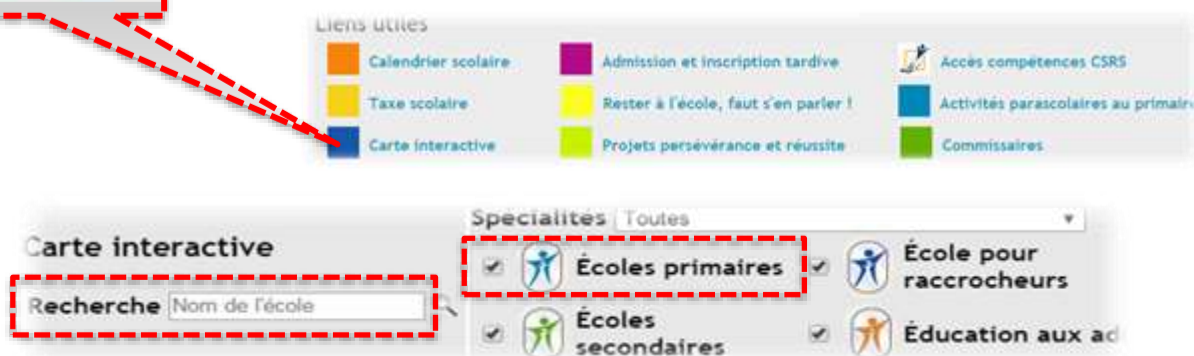 Liens utiles
Calendrier scolaire
Admission et inscription tardive
Accès compétences CSRS
Taxe scolaire
Rester à l'école, faut s'en parler !
Activités parascolaires au primaire
Carte interactive
Projets persévérance et réussite
Commissaires
Carte interactive
Recherche Nom de l'école
Spécialités Toutes
Écoles primaires
École pour
raccrocheurs
Écoles
secondaires
Éducation aux ad